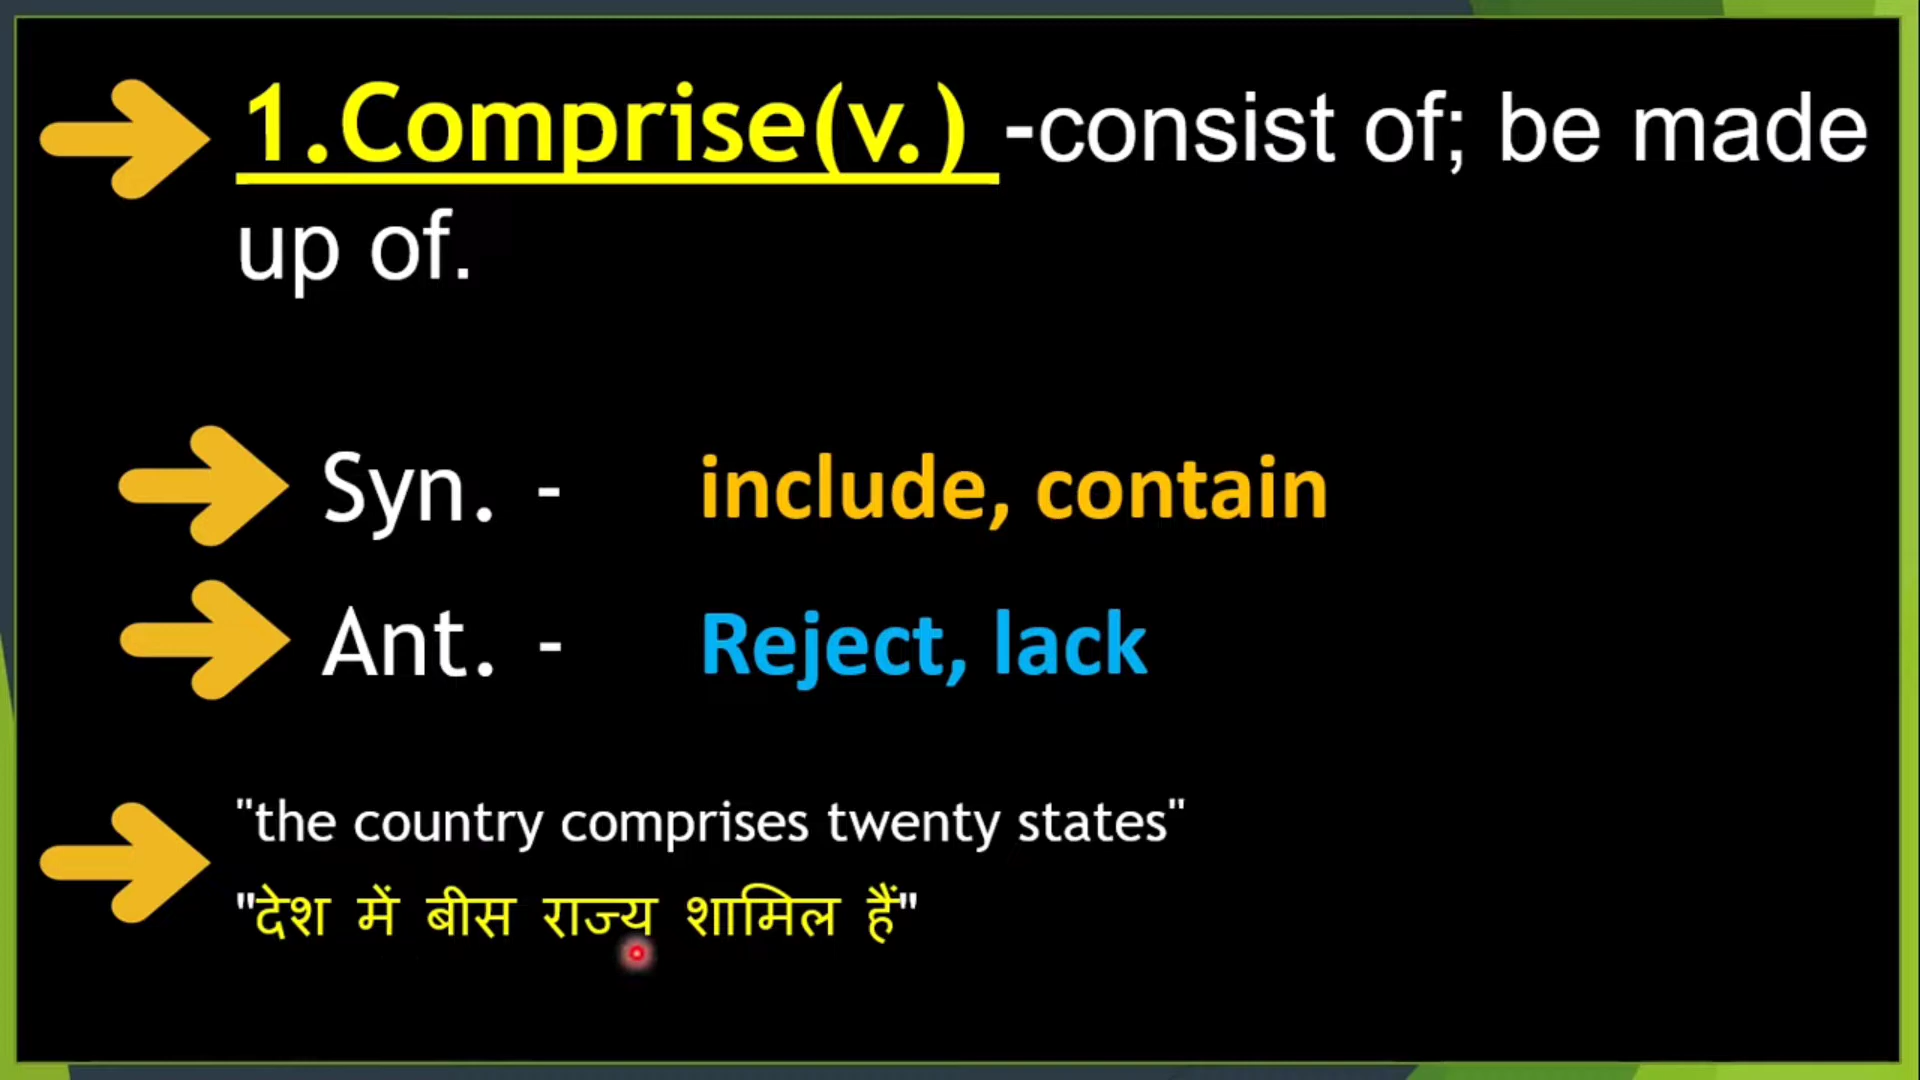 1.Comprise(v.) -consist of; be made
up of.
Syn. - include, contain
Ant. - Reject, lack
"the country comprises twenty states"
"देश में बीस राज्य शामिल हैं"